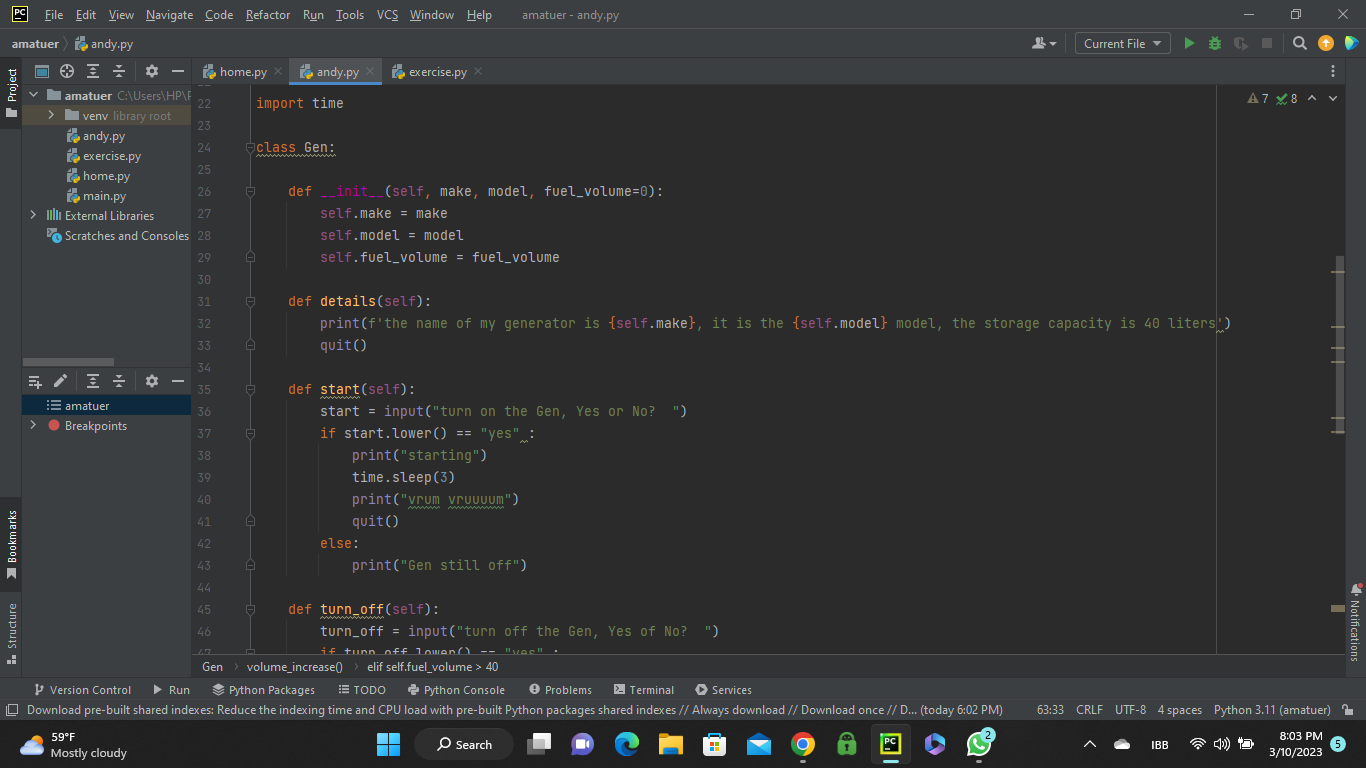 PC File Edit View Navigate Code Refactor Run Tools VCS Window Help amatuer - andy.py
amatuer andy.py Current File
Project
home.py andy.py exercise.py
amatuer C:\Users\HP\
venv library root
andy.py
exercise.py
home.py
main.py
External Libraries
Scratches and Consoles
amatuer
Breakpoints
Bookmarks
Structure
7 8
22 import time
23
24 class Gen:
25
26 def __init__(self, make, model, fuel_volume=0):
27 self.make = make
28 self.model = model
29 self.fuel_volume = fuel_volume
30
31 def details(self):
32 print(f'the name of my generator is {self.make}, it is the {self.model} model, the storage capacity is 40 liters')
33 quit()
34
35 def start(self):
36 start = input("turn on the Gen, Yes or No?  ")
37 if start.lower() == "yes" :
38 print("starting")
39 time.sleep(3)
40 print("vrum vruuuum")
41 quit()
42 else:
43 print("Gen still off")
44
45 def turn_off(self):
46 turn_off = input("turn off the Gen, Yes of No?  ")
47 if turn_off.lower() == "yes" :
Notifications
Gen volume_increase() elif self.fuel_volume > 40
Version Control Run Python Packages TODO Python Console Problems Terminal Services
Download pre-built shared indexes: Reduce the indexing time and CPU load with pre-built Python packages shared indexes // Always download // Download once // D... (today 6:02 PM) 63:33 CRLF UTF-8 4 spaces Python 3.11 (amatuer)
59°F
Mostly cloudy
Search
PC
2
IBB
8:03 PM
3/10/2023
5